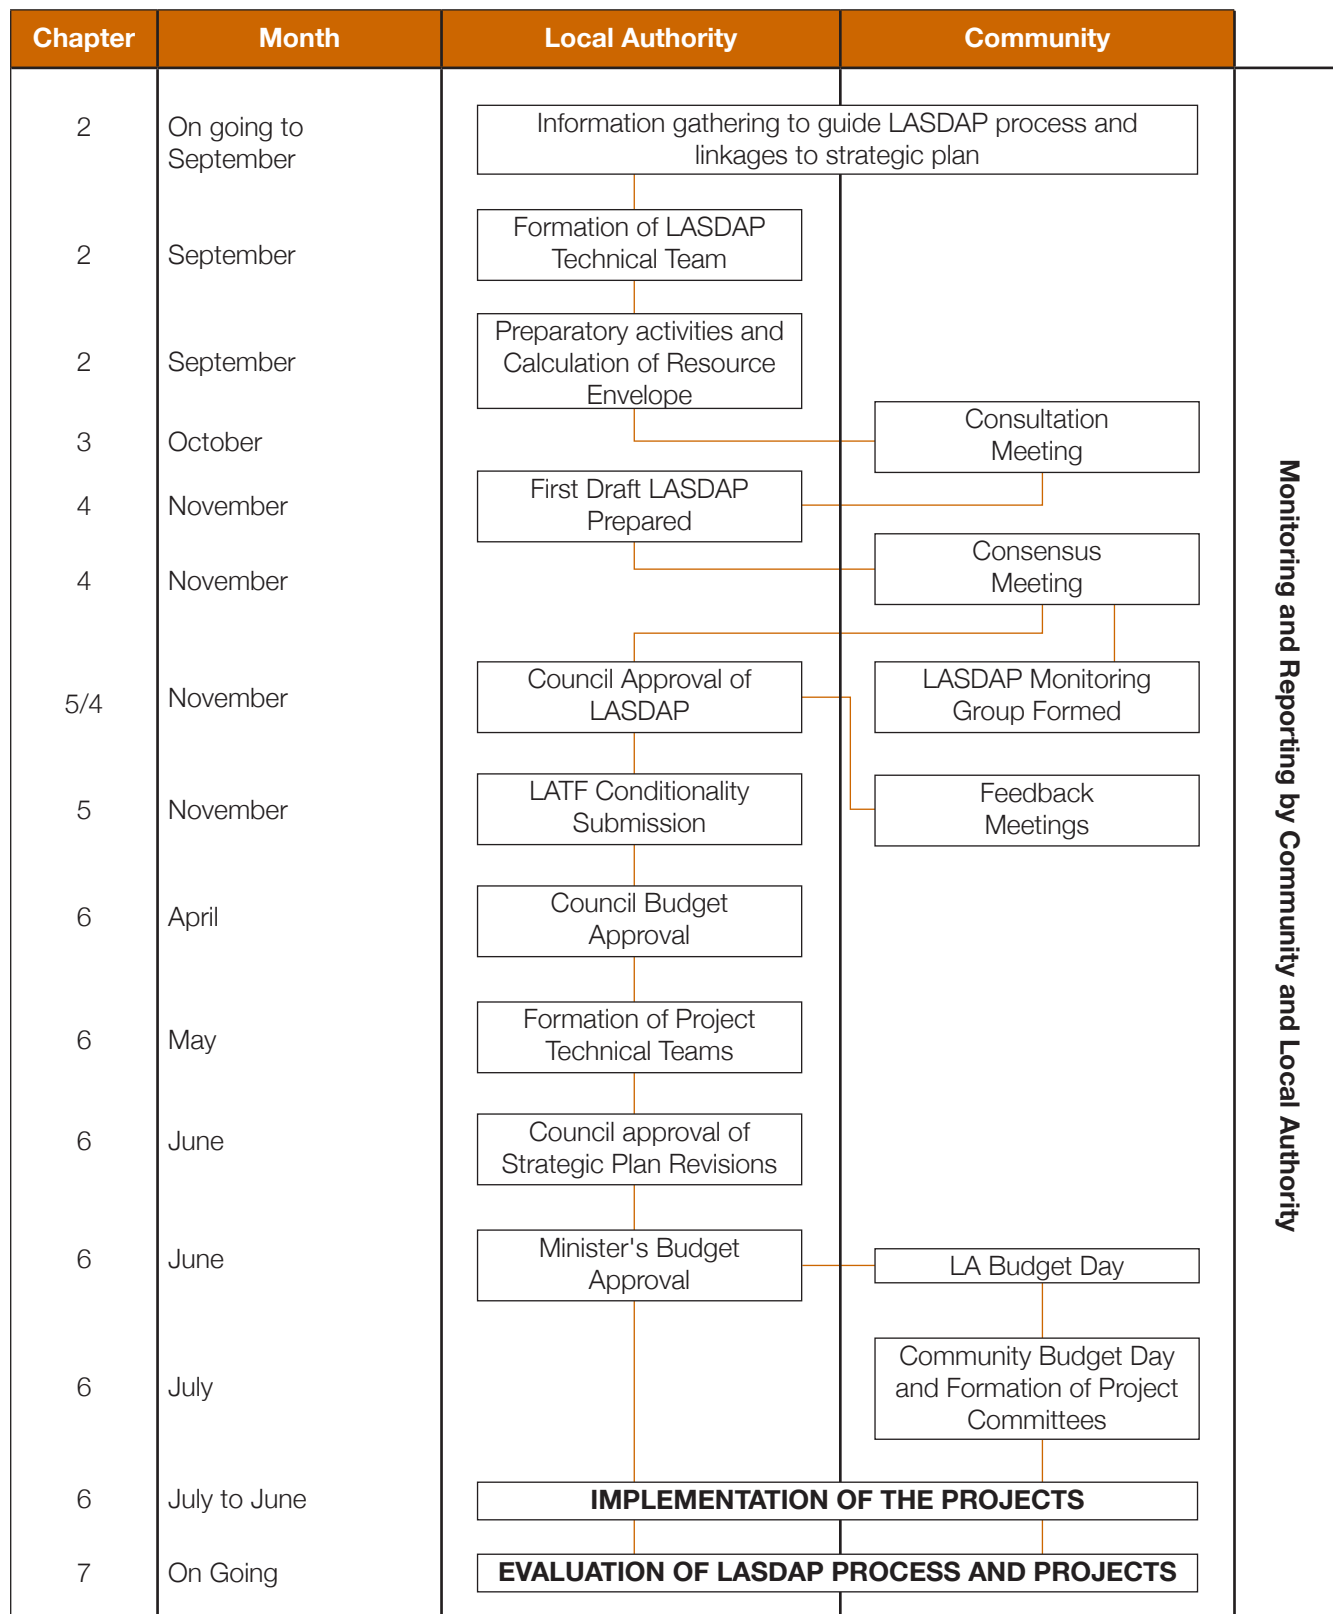 Chapter
Month
Local Authority
Community
2
On going to
September
Information gathering to guide LASDAP process and
linkages to strategic plan
2
September
Formation of LASDAP
Technical Team
2
September
Preparatory activities and
Calculation of Resource
Envelope
3
October
Consultation
Meeting
4
November
First Draft LASDAP
Prepared
4
November
Consensus
Meeting
5/4
November
Council Approval of
LASDAP
LASDAP Monitoring
Group Formed
5
November
LATF Conditionality
Submission
Feedback
Meetings
6
April
Council Budget
Approval
6
May
Formation of Project
Technical Teams
6
June
Council approval of
Strategic Plan Revisions
6
June
Minister's Budget
Approval
LA Budget Day
6
July
Community Budget Day
and Formation of Project
Committees
6
July to June
IMPLEMENTATION OF THE PROJECTS
7
On Going
EVALUATION OF LASDAP PROCESS AND PROJECTS
Monitoring and Reporting by Community and Local Authority